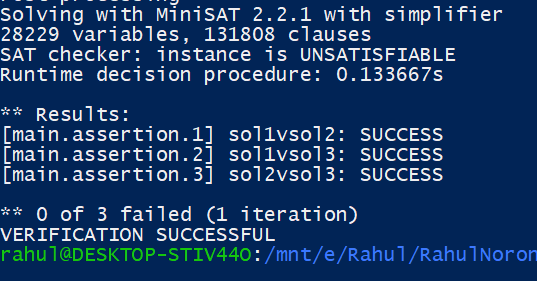 Solving with MiniSAT 2.2.1 with simplifier
28229 variables, 131808 clauses
SAT checker: instance is UNSATISFIABLE
Runtime decision procedure: 0.133667s
** Results:
[main.assertion.1] sol1vsol2: SUCCESS
[main.assertion.2] sol1vsol3: SUCCESS
[main.assertion.3] sol2vsol3: SUCCESS
** 0 of 3 failed (1 iteration)
VERIFICATION SUCCESSFUL
rahul@DESKTOP-STIV44O:/mnt/e/Rahul/RahulNoron